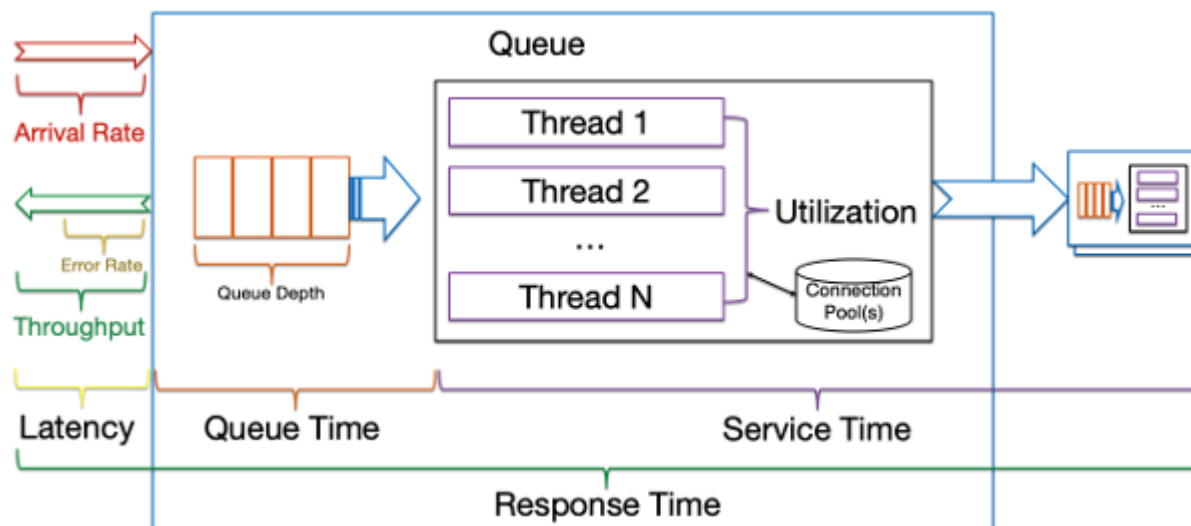 Queue
Arrival Rate
Thread 1
Thread 2
...
Thread N
Utilization
Connection
Pool(s)
...
Error Rate
Queue Depth
Throughput
Latency
Queue Time
Service Time
Response Time